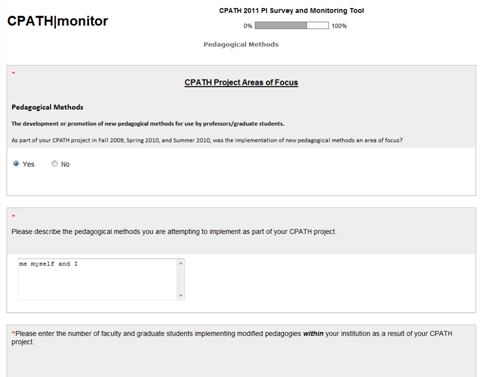 CPATH|monitor
CPATH 2011 PI Survey and Monitoring Tool
0% 100%
Pedagogical Methods
*
CPATH Project Areas of Focus
Pedagogical Methods
The development or promotion of new pedagogical methods for use by professors/graduate students.
As part of your CPATH project in Fall 2009, Spring 2010, and Summer 2010, was the implementation of new pedagogical methods an area of focus?
Yes No
*
Please describe the pedagogical methods you are attempting to implement as part of your CPATH project.
me myself and I
*Please enter the number of faculty and graduate students implementing modified pedagogies within your institution as a result of your CPATH
project.